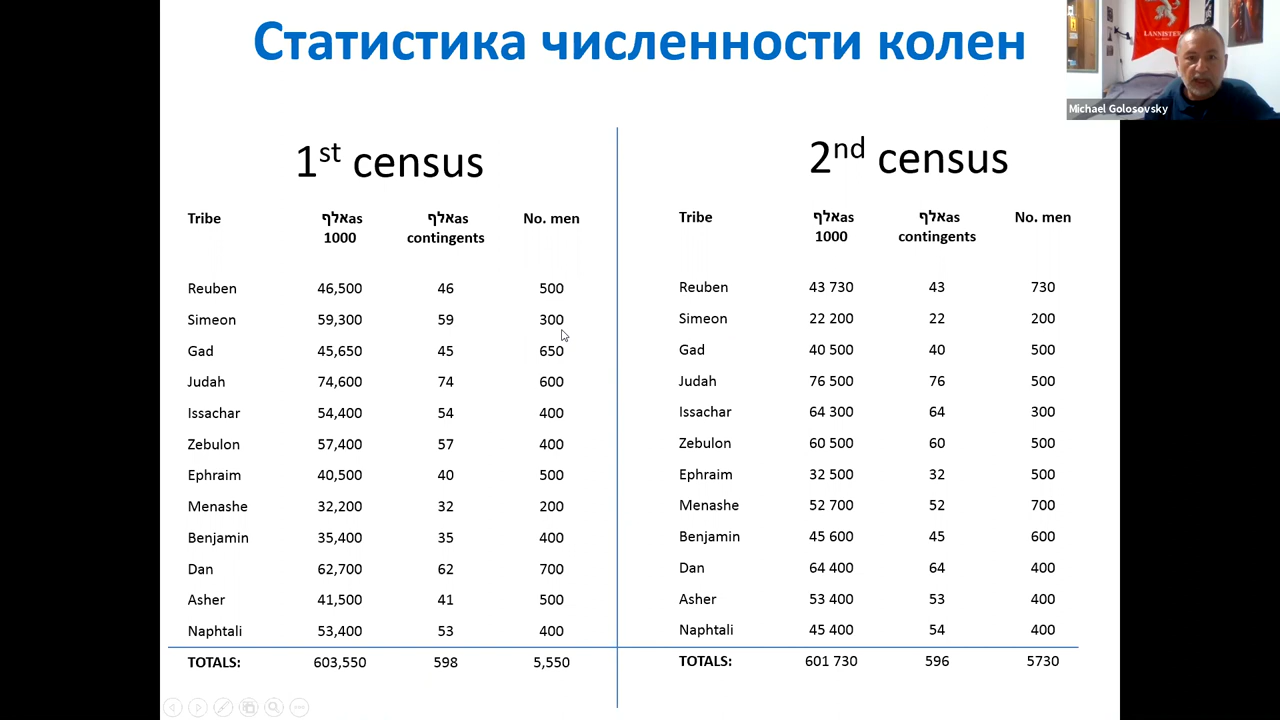 Статистика численности колен
LANNISTER
Michael Golosovsky
1st census
Tribe אלףas 1000 אלףas contingents No. men
Reuben 46,500 46 500
Simeon 59,300 59 300
Gad 45,650 45 650
Judah 74,600 74 600
Issachar 54,400 54 400
Zebulon 57,400 57 400
Ephraim 40,500 40 500
Menashe 32,200 32 200
Benjamin 35,400 35 400
Dan 62,700 62 700
Asher 41,500 41 500
Naphtali 53,400 53 400
TOTALS: 603,550 598 5,550
2nd census
Tribe אלףas 1000 אלףas contingents No. men
Reuben 43 730 43 730
Simeon 22 200 22 200
Gad 40 500 40 500
Judah 76 500 76 500
Issachar 64 300 64 300
Zebulon 60 500 60 500
Ephraim 32 500 32 500
Menashe 52 700 52 700
Benjamin 45 600 45 600
Dan 64 400 64 400
Asher 53 400 53 400
Naphtali 45 400 54 400
TOTALS: 601 730 596 5730